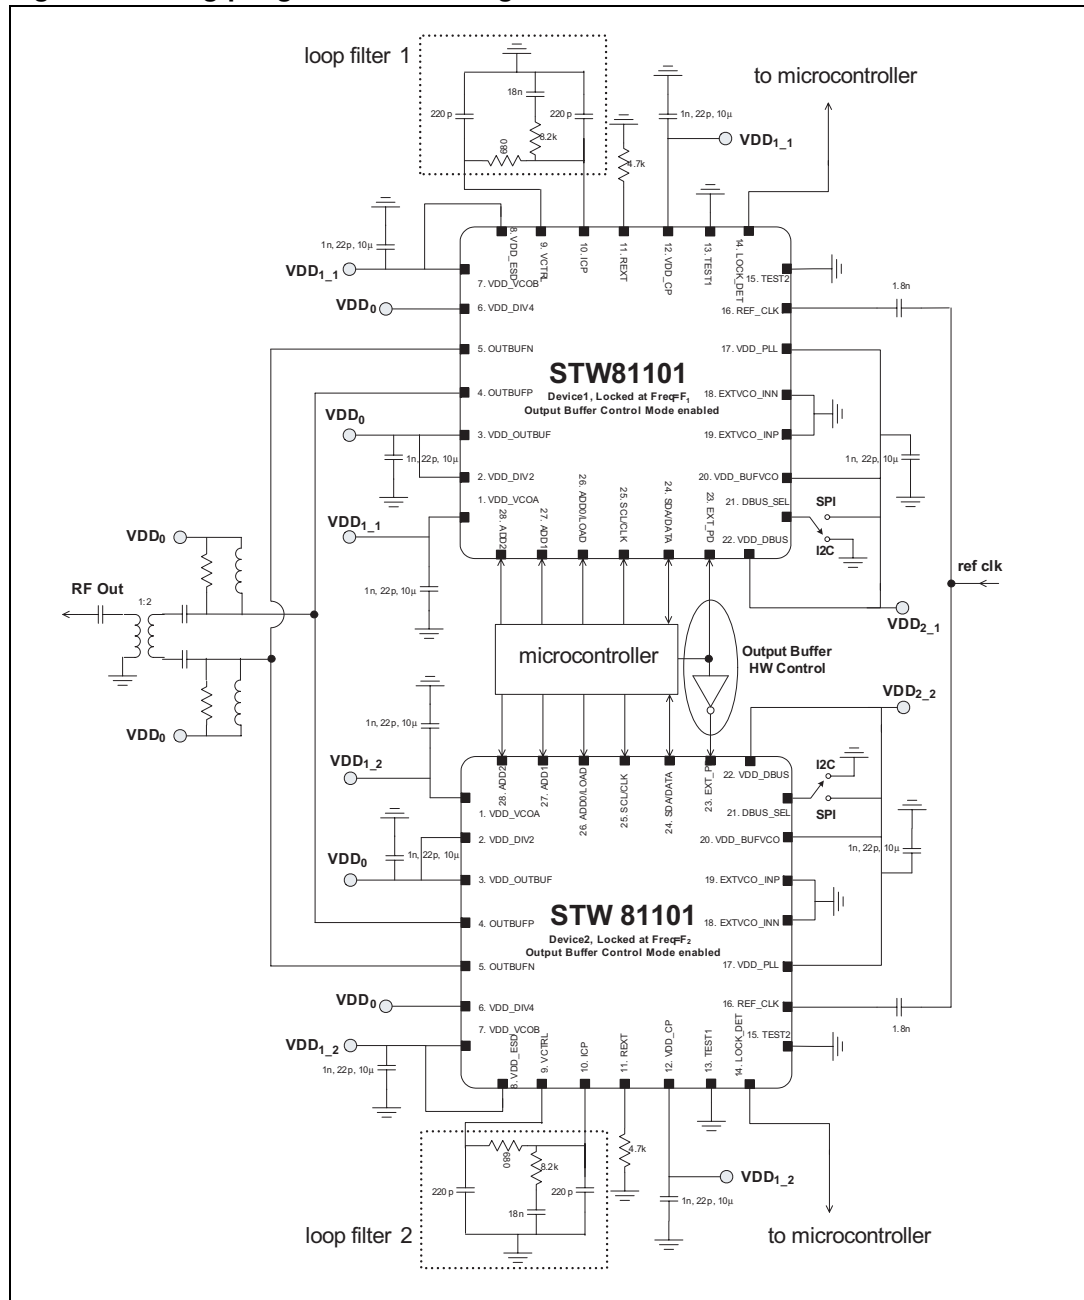 loop filter 1
18n
220p
220p
8.2k
680
1n, 22p, 10µ
VDD1_1
4.7k
to microcontroller
1n, 22p, 10µ
VDD1_1
VDD0
8. VDD_ESD
9. VCTRL
10. ICP
11. REXT
12. VDD_CP
13. TEST1
14. LOCK_DET
7. VDD_VCOB
6. VDD_DIV4
5. OUTBUFN
4. OUTBUFP
3. VDD_OUTBUF
2. VDD_DIV2
1. VDD_VCOA
15. TEST2
16. REF_CLK
17. VDD_PLL
18. EXTVCO_INN
19. EXTVCO_INP
20. VDD_BUFVCO
21. DBUS_SEL
22. VDD_DBUS
STW81101
Device1, Locked at Freq=F1
Output Buffer Control Mode enabled
28. ADD2
27. ADD1
26. ADD0/LOAD
25. SCL/CLK
24. SDA/DATA
23. EXT_PD
1.8n
VDD0
1n, 22p, 10µ
1n, 22p, 10µ
SPI
I2C
VDD1_1
1n, 22p, 10µ
ref clk
VDD2_1
VDD0
RF Out
1:2
VDD0
microcontroller
Output Buffer
HW Control
VDD2_2
1n, 22p, 10µ
VDD1_2
I2C
SPI
28. ADD2
27. ADD1
26. ADD0/LOAD
25. SCL/CLK
24. SDA/DATA
23. EXT_P
22. VDD_DBUS
21. DBUS_SEL
20. VDD_BUFVCO
19. EXTVCO_INP
18. EXTVCO_INN
17. VDD_PLL
16. REF_CLK
15. TEST2
1. VDD_VCOA
2. VDD_DIV2
3. VDD_OUTBUF
4. OUTBUFP
5. OUTBUFN
6. VDD_DIV4
7. VDD_VCOB
STW 81101
Device2, Locked at Freq=F2
Output Buffer Control Mode enabled
VDD0
1n, 22p, 10µ
1n, 22p, 10µ
VDD0
VDD1_2
1n, 22p, 10µ
8. VDD_ESD
9. VCTRL
10. ICP
11. REXT
12. VDD_CP
13. TEST1
14. LOCK_DET
1.8n
680
8.2k
220p
220p
18n
4.7k
VDD1_2
1n, 22p, 10µ
loop filter 2
to microcontroller